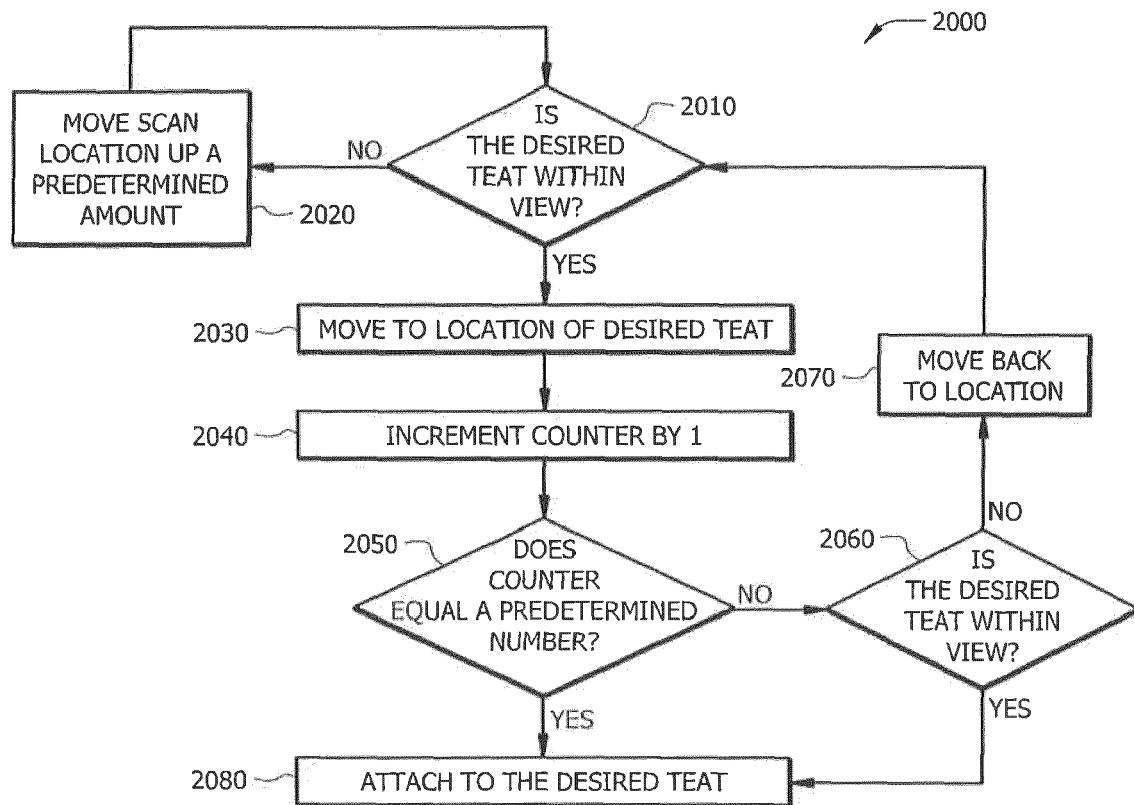 2000
IS
THE DESIRED
TEAT WITHIN
VIEW?
2010
MOVE SCAN
LOCATION UP A
PREDETERMINED
AMOUNT
2020
NO
YES
2030
MOVE TO LOCATION OF DESIRED TEAT
2040
INCREMENT COUNTER BY 1
2050
DOES
COUNTER
EQUAL A PREDETERMINED
NUMBER?
NO
YES
2060
IS
THE DESIRED
TEAT WITHIN
VIEW?
NO
YES
2070
MOVE BACK
TO LOCATION
2080
ATTACH TO THE DESIRED TEAT